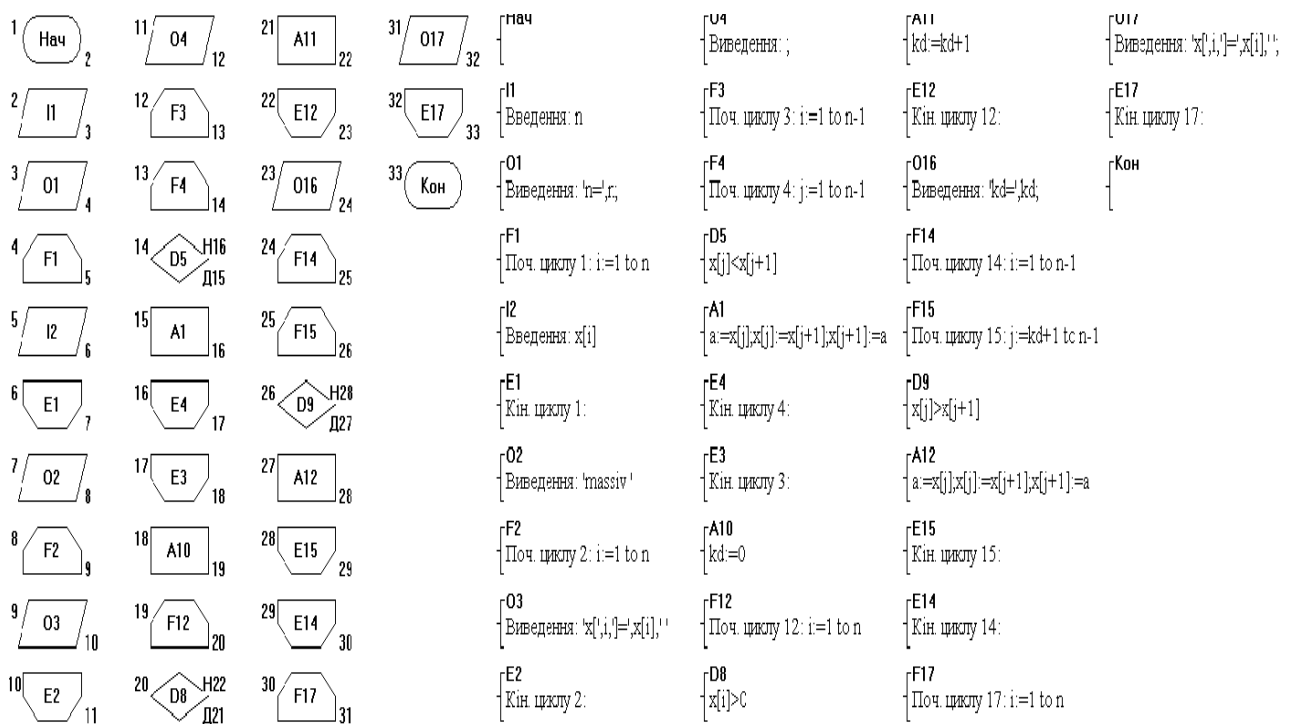 1 Нач 2
2 I1 3
3 O1 4
4 F1 5
5 I2 6
6 E1 7
7 O2 8
8 F2 9
9 O3 10
10 E2 11
11 O4 12
12 F3 13
13 F4 14
14 D5 Н16 Д15
15 A1 16
16 E4 17
17 E3 18
18 A10 19
19 F12 20
20 D8 Н22 Д21
21 A11 22
22 E12 23
23 O16 24
24 F14 25
25 F15 26
26 D9 Н28 Д27
27 A12 28
28 E15 29
29 E14 30
30 F17 31
31 O17 32
32 E17 33
33 Кон
Нач
I1
Введення: n
O1
Виведення: 'n=',r;
F1
Поч. циклу 1: i:=1 to n
I2
Введення: x[i]
E1
Кін. циклу 1:
O2
Виведення: 'massiv '
F2
Поч. циклу 2: i:=1 to n
O3
Виведення: 'x[',i,']=',x[i],' '
E2
Кін. циклу 2:
O4
Виведення: ;
F3
Поч. циклу 3: i:=1 to n-1
F4
Поч. циклу 4: j:=1 to n-1
D5
x[j]<x[j+1]
A1
a:=x[j];x[j]:=x[j+1];x[j+1]:=a
E4
Кін. циклу 4:
E3
Кін. циклу 3:
A10
kd:=0
F12
Поч. циклу 12: i:=1 to n
D8
x[i]>0
A11
kd:=kd+1
E12
Кін. циклу 12:
O16
Виведення: 'kd=',kd;
F14
Поч. циклу 14: i:=1 to n-1
F15
Поч. циклу 15: j:=kd+1 to n-1
D9
x[j]>x[j+1]
A12
a:=x[j];x[j]:=x[j+1];x[j+1]:=a
E15
Кін. циклу 15:
E14
Кін. циклу 14:
F17
Поч. циклу 17: i:=1 to n
O17
Виведення: 'x[',i,']=',x[i],' ';
E17
Кін. циклу 17:
Кон